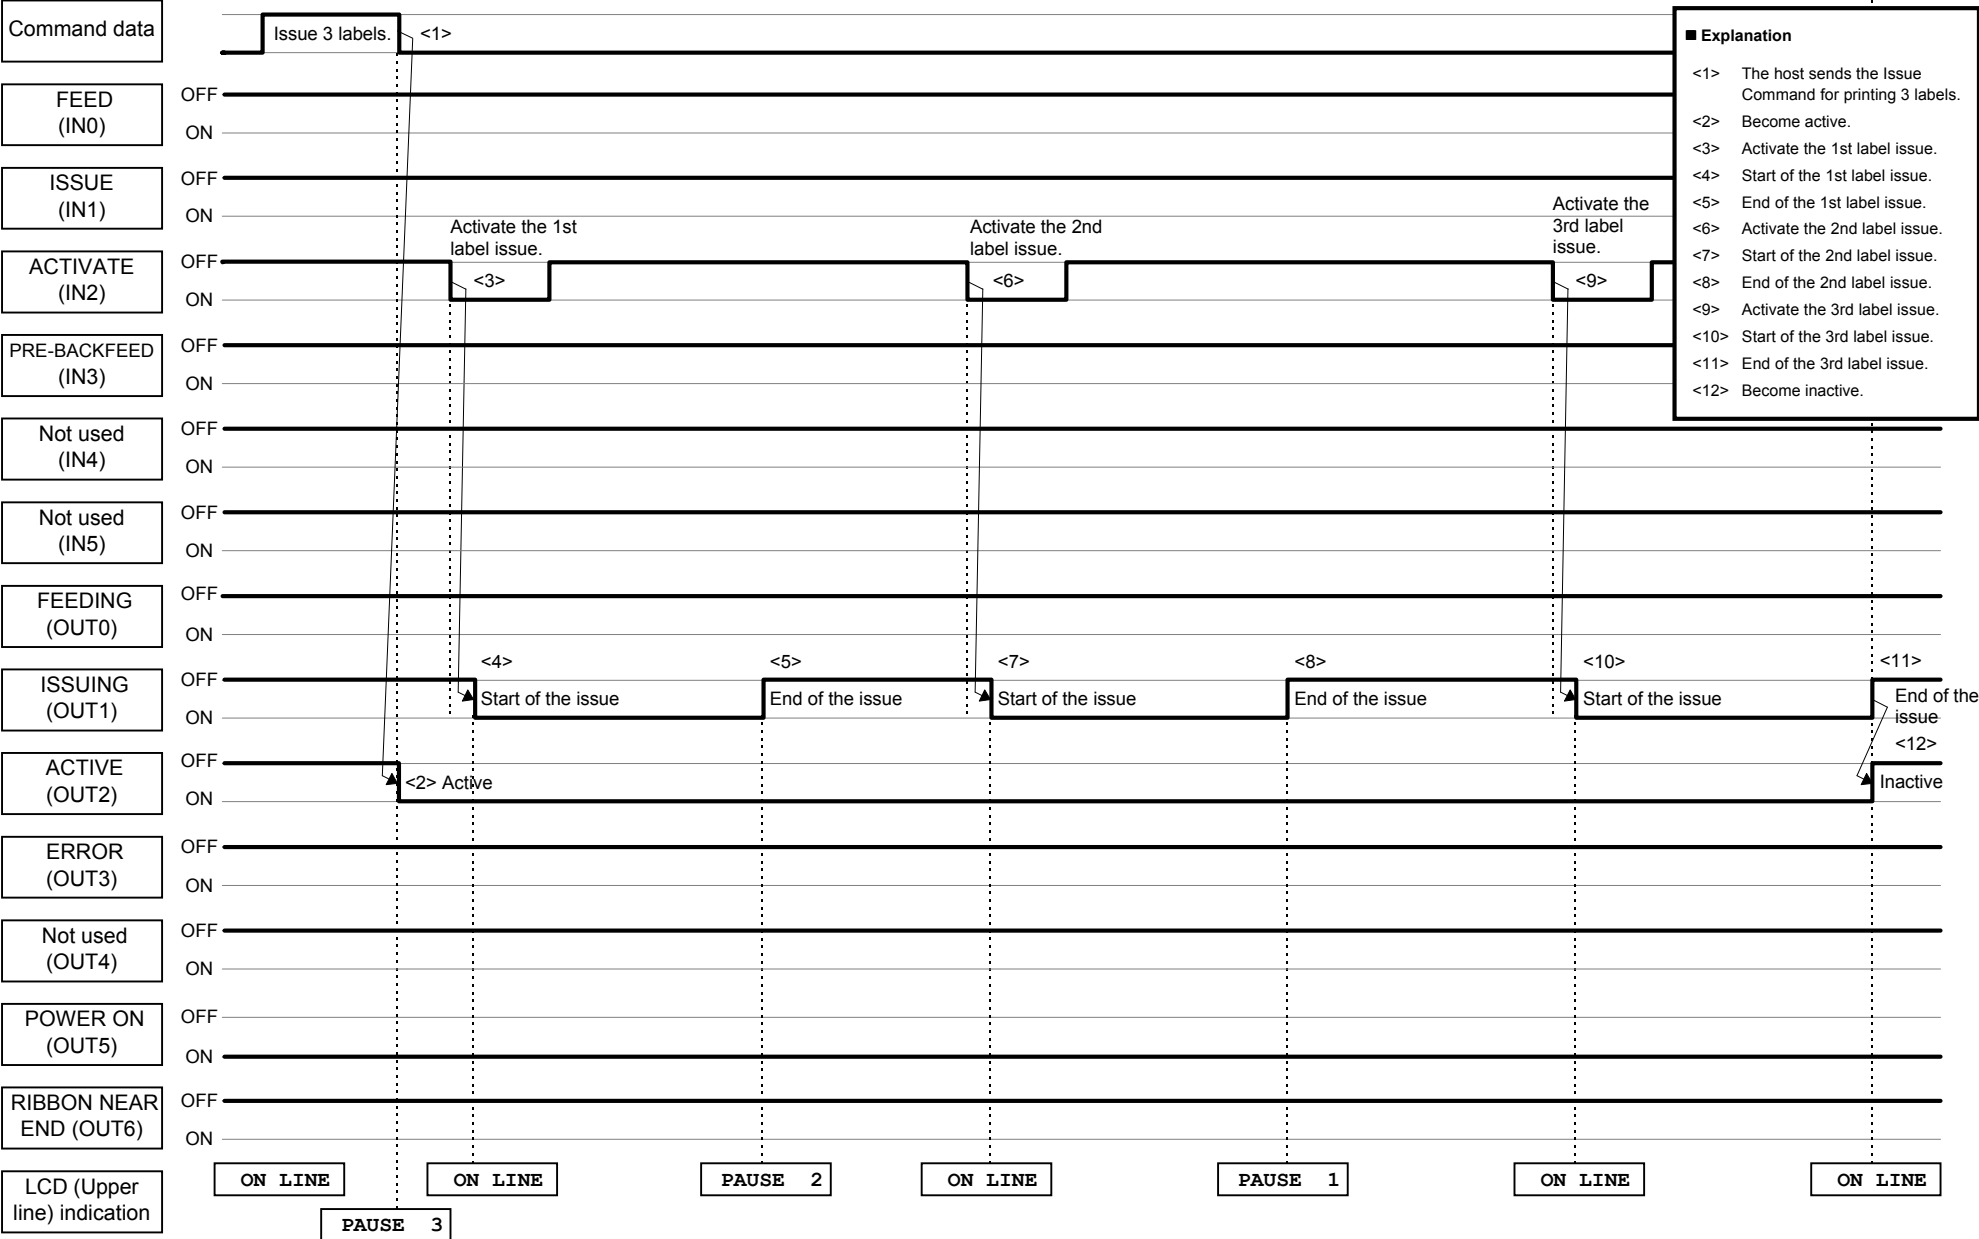 Command data
Issue 3 labels.
<1>
FEED
(IN0)
OFF
ON
ISSUE
(IN1)
OFF
ON
Activate the 1st
label issue.
Activate the 2nd
label issue.
Activate the
3rd label
issue.
ACTIVATE
(IN2)
OFF
ON
<3>
<6>
<9>
PRE-BACKFEED
(IN3)
OFF
ON
Not used
(IN4)
OFF
ON
Not used
(IN5)
OFF
ON
FEEDING
(OUT0)
OFF
ON
<4>
<5>
<7>
<8>
<10>
<11>
ISSUING
(OUT1)
OFF
ON
Start of the issue
End of the issue
Start of the issue
End of the issue
Start of the issue
End of the
issue
<12>
ACTIVE
(OUT2)
OFF
ON
<2> Active
Inactive
ERROR
(OUT3)
OFF
ON
Not used
(OUT4)
OFF
ON
POWER ON
(OUT5)
OFF
ON
RIBBON NEAR
END (OUT6)
OFF
ON
LCD (Upper
line) indication
ON LINE
PAUSE 3
ON LINE
PAUSE 2
ON LINE
PAUSE 1
ON LINE
ON LINE
■ Explanation
<1> The host sends the Issue
Command for printing 3 labels.
<2> Become active.
<3> Activate the 1st label issue.
<4> Start of the 1st label issue.
<5> End of the 1st label issue.
<6> Activate the 2nd label issue.
<7> Start of the 2nd label issue.
<8> End of the 2nd label issue.
<9> Activate the 3rd label issue.
<10> Start of the 3rd label issue.
<11> End of the 3rd label issue.
<12> Become inactive.